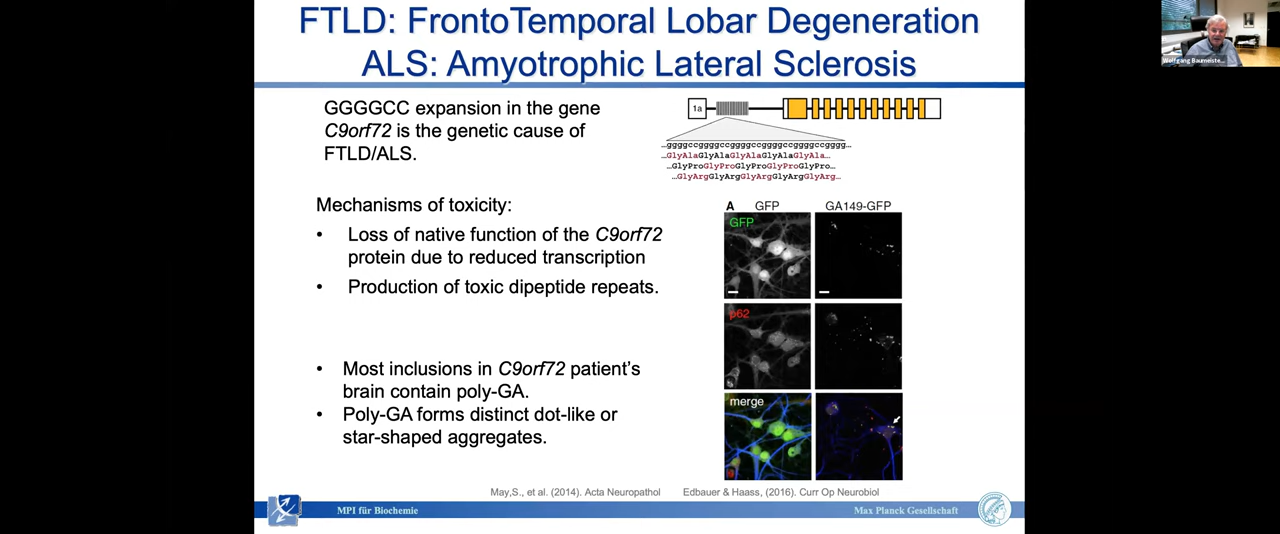 FTLD: FrontoTemporal Lobar Degeneration
ALS: Amyotrophic Lateral Sclerosis
Wolfgang Baumeiste...
GGGGCC expansion in the gene
C9orf72 is the genetic cause of
FTLD/ALS.
1a
...ggggccggggccggggccggggccggggccgggg...
...GlyAlaGlyAlaGlyAlaGlyAlaGlyAla...
...GlyProGlyProGlyProGlyProGlyPro...
...GlyArgGlyArgGlyArgGlyArgGlyArg...
Mechanisms of toxicity:
• Loss of native function of the C9orf72
protein due to reduced transcription
• Production of toxic dipeptide repeats.
• Most inclusions in C9orf72 patient's
brain contain poly-GA.
• Poly-GA forms distinct dot-like or
star-shaped aggregates.
A GFP GA149-GFP
GFP
p62
merge
May,S., et al. (2014). Acta Neuropathol Edbauer & Haass, (2016). Curr Op Neurobiol
MPI für Biochemie Max Planck Gesellschaft